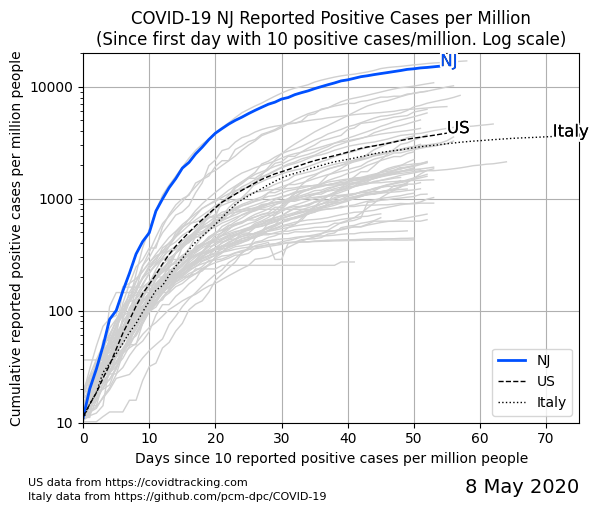 COVID-19 NJ Reported Positive Cases per Million
(Since first day with 10 positive cases/million. Log scale)
Cumulative reported positive cases per million people
10000
1000
100
10
NJ
US
Italy
NJ
US
Italy
0 10 20 30 40 50 60 70
Days since 10 reported positive cases per million people
US data from https://covidtracking.com
Italy data from https://github.com/pcm-dpc/COVID-19
8 May 2020